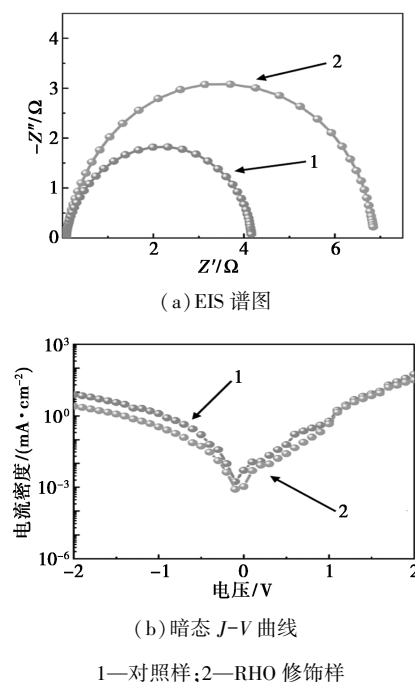 4
3
2
1
0
-Z″/Ω
2
1
0 2 4 6
Z′/Ω
(a)EIS 谱图
10³
10⁰
10⁻³
10⁻⁶
电流密度/(mA·cm⁻²)
1
2
-2 -1 0 1 2
电压/V
(b)暗态 J-V 曲线
1—对照样;2—RHO 修饰样